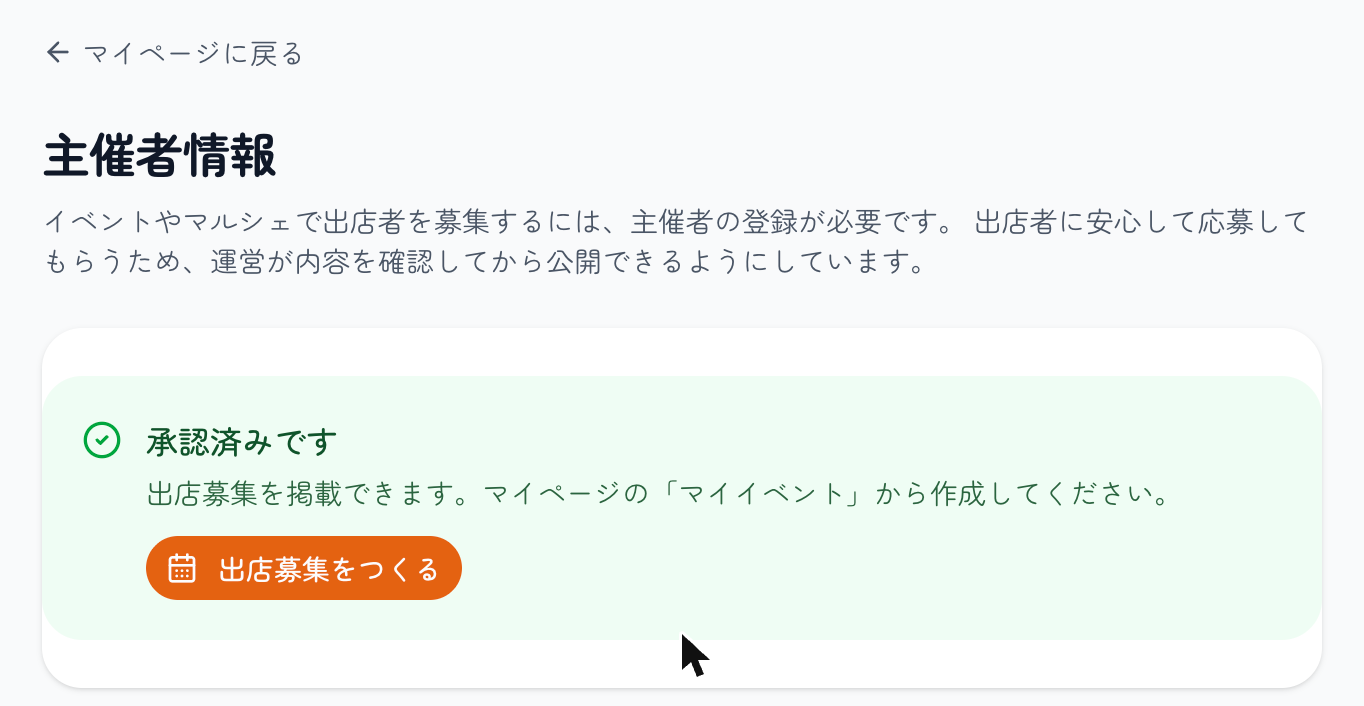 マイページに戻る
主催者情報
イベントやマルシェで出店者を募集するには、主催者の登録が必要です。 出店者に安心して応募して
もらうため、運営が内容を確認してから公開できるようにしています。
承認済みです
出店募集を掲載できます。マイページの「マイイベント」から作成してください。
出店募集をつくる